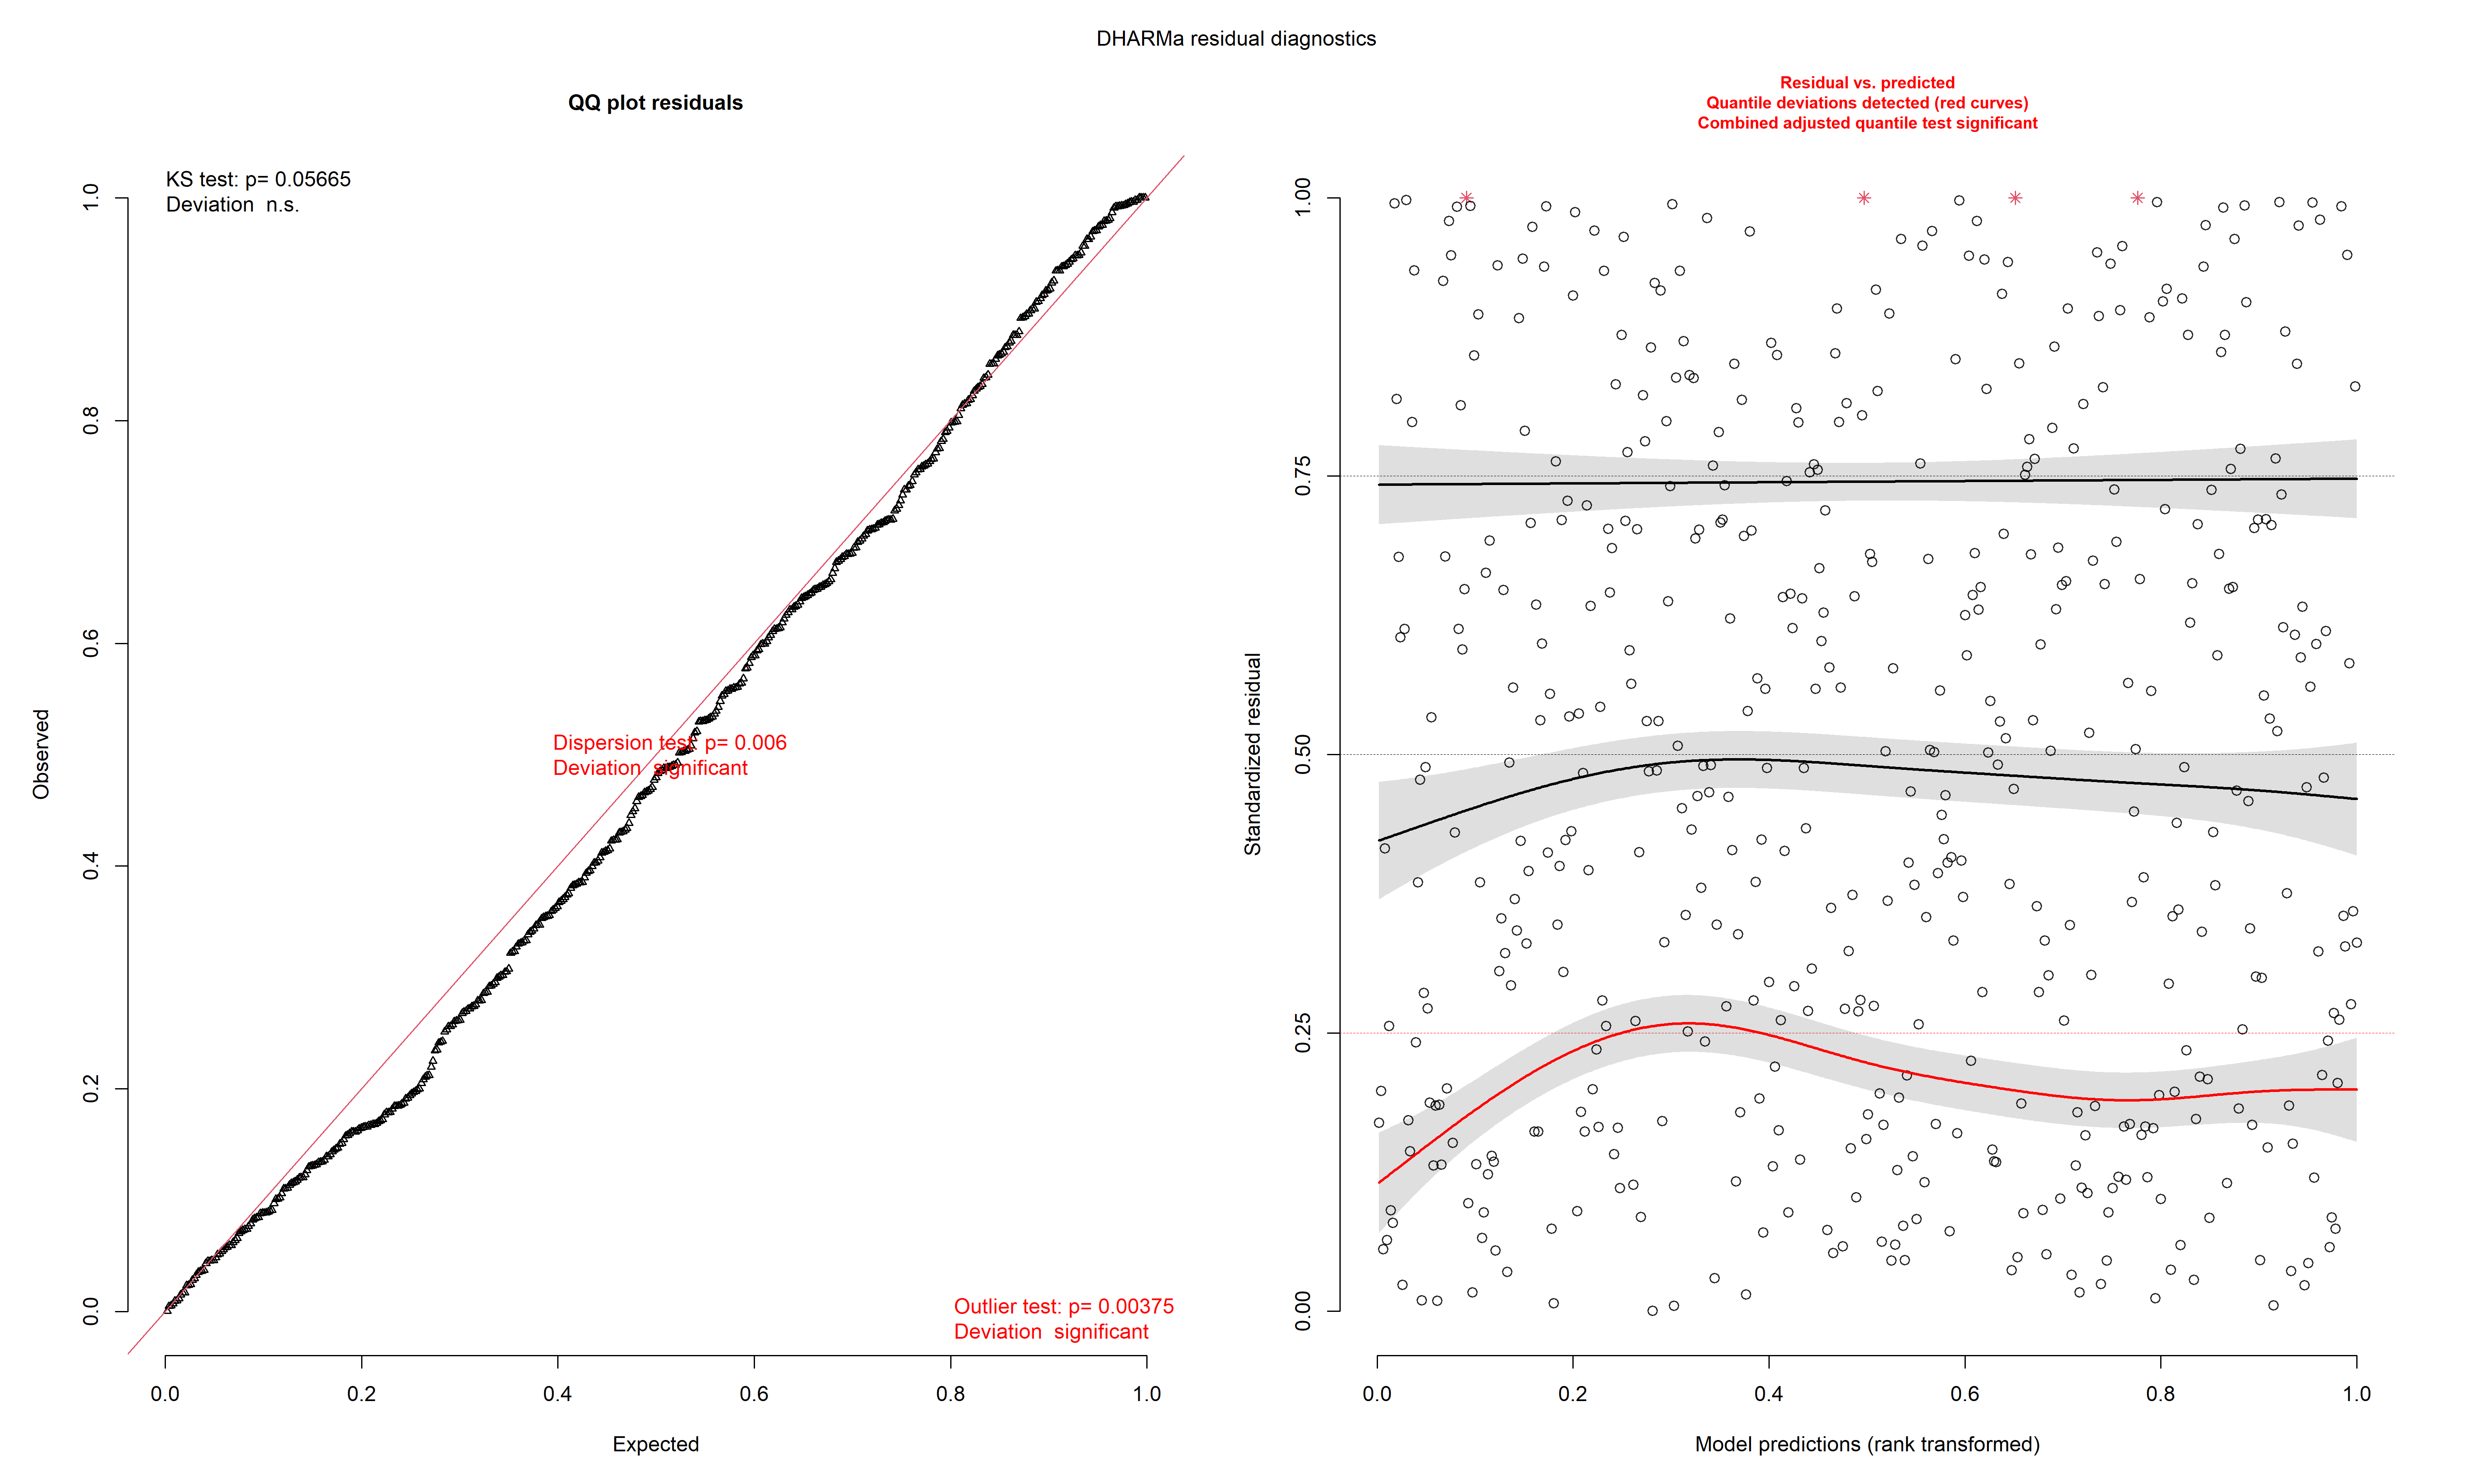 DHARMa residual diagnostics
QQ plot residuals
KS test: p= 0.05665
Deviation  n.s.
Dispersion test: p= 0.006
Deviation  significant
Outlier test: p= 0.00375
Deviation  significant
Observed
0.0
0.2
0.4
0.6
0.8
1.0
0.0
0.2
0.4
0.6
0.8
1.0
Expected
Residual vs. predicted
Quantile deviations detected (red curves)
Combined adjusted quantile test significant
Standardized residual
0.00
0.25
0.50
0.75
1.00
0.0
0.2
0.4
0.6
0.8
1.0
Model predictions (rank transformed)